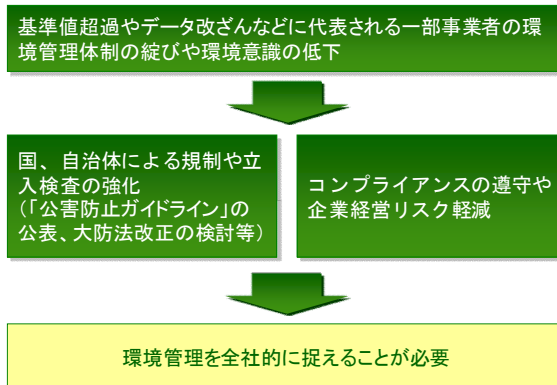 基準値超過やデータ改ざんなどに代表される一部事業者の環
境管理体制の綻びや環境意識の低下
国、自治体による規制や立
入検査の強化
(「公害防止ガイドライン」の
公表、大防法改正の検討等)
コンプライアンスの遵守や
企業経営リスク軽減
環境管理を全社的に捉えることが必要